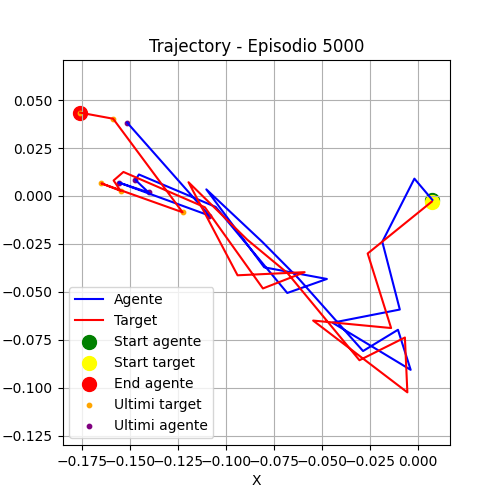 Trajectory - Episodio 5000
0.050
0.025
0.000
−0.025
−0.050
−0.075
−0.100
−0.125
Agente
Target
Start agente
Start target
End agente
Ultimi target
Ultimi agente
−0.175 −0.150 −0.125 −0.100 −0.075 −0.050 −0.025 0.000
X